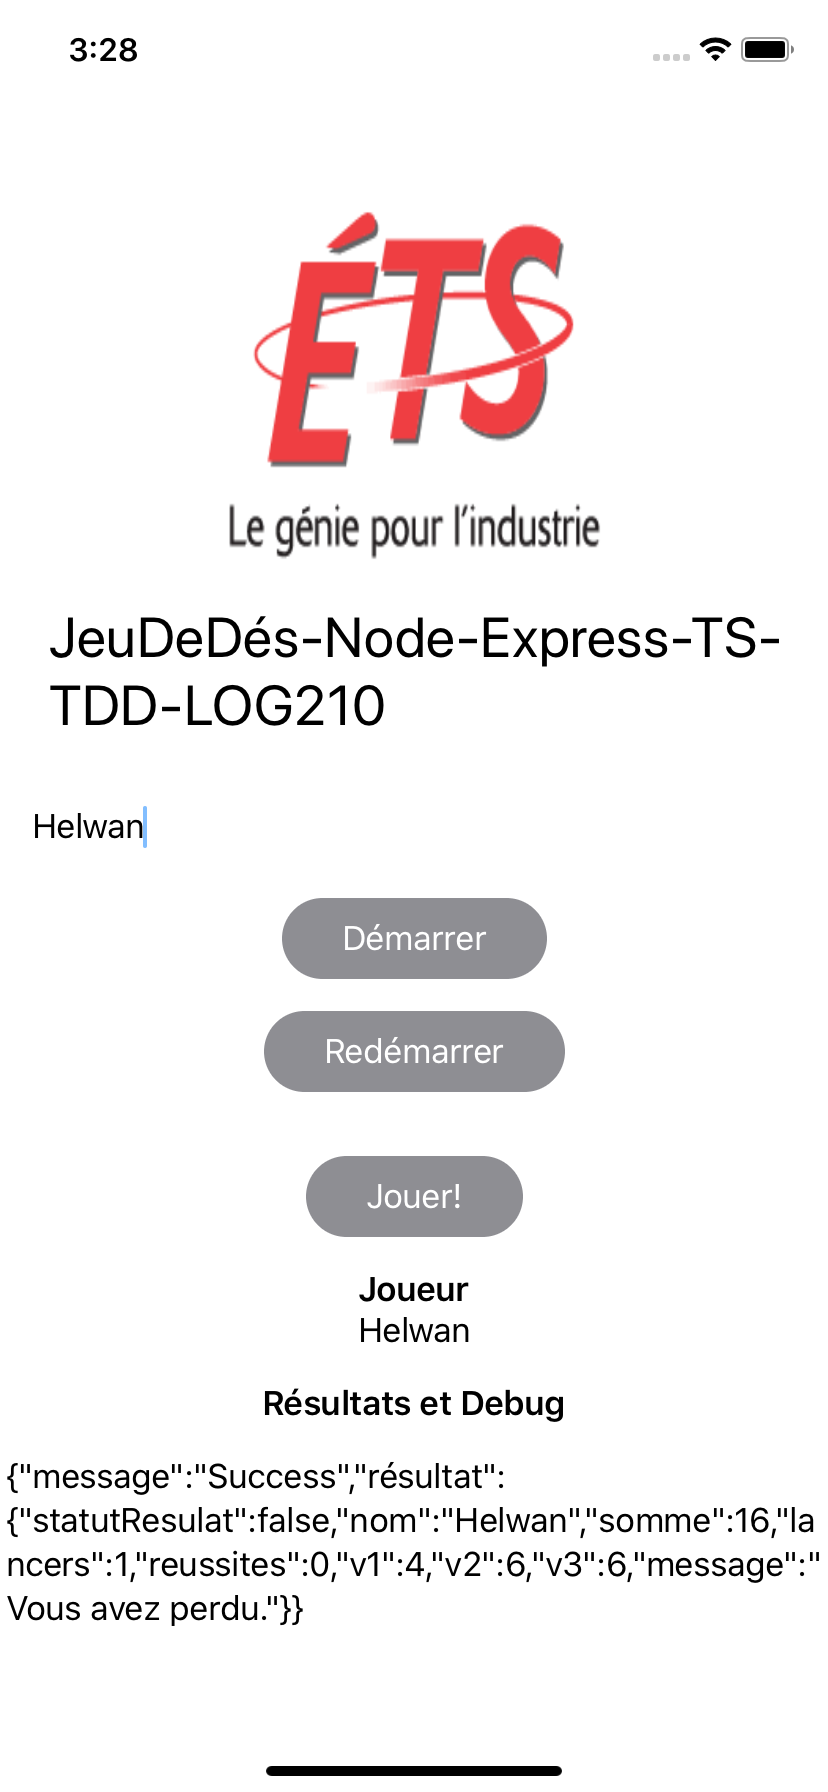 3:28
ÉTS
Le génie pour l'industrie
JeuDeDés-Node-Express-TS-
TDD-LOG210
Helwan
Démarrer
Redémarrer
Jouer!
Joueur
Helwan
Résultats et Debug
{"message":"Success","résultat":
{"statutResulat":false,"nom":"Helwan","somme":16,"la
ncers":1,"reussites":0,"v1":4,"v2":6,"v3":6,"message":"
Vous avez perdu."}}